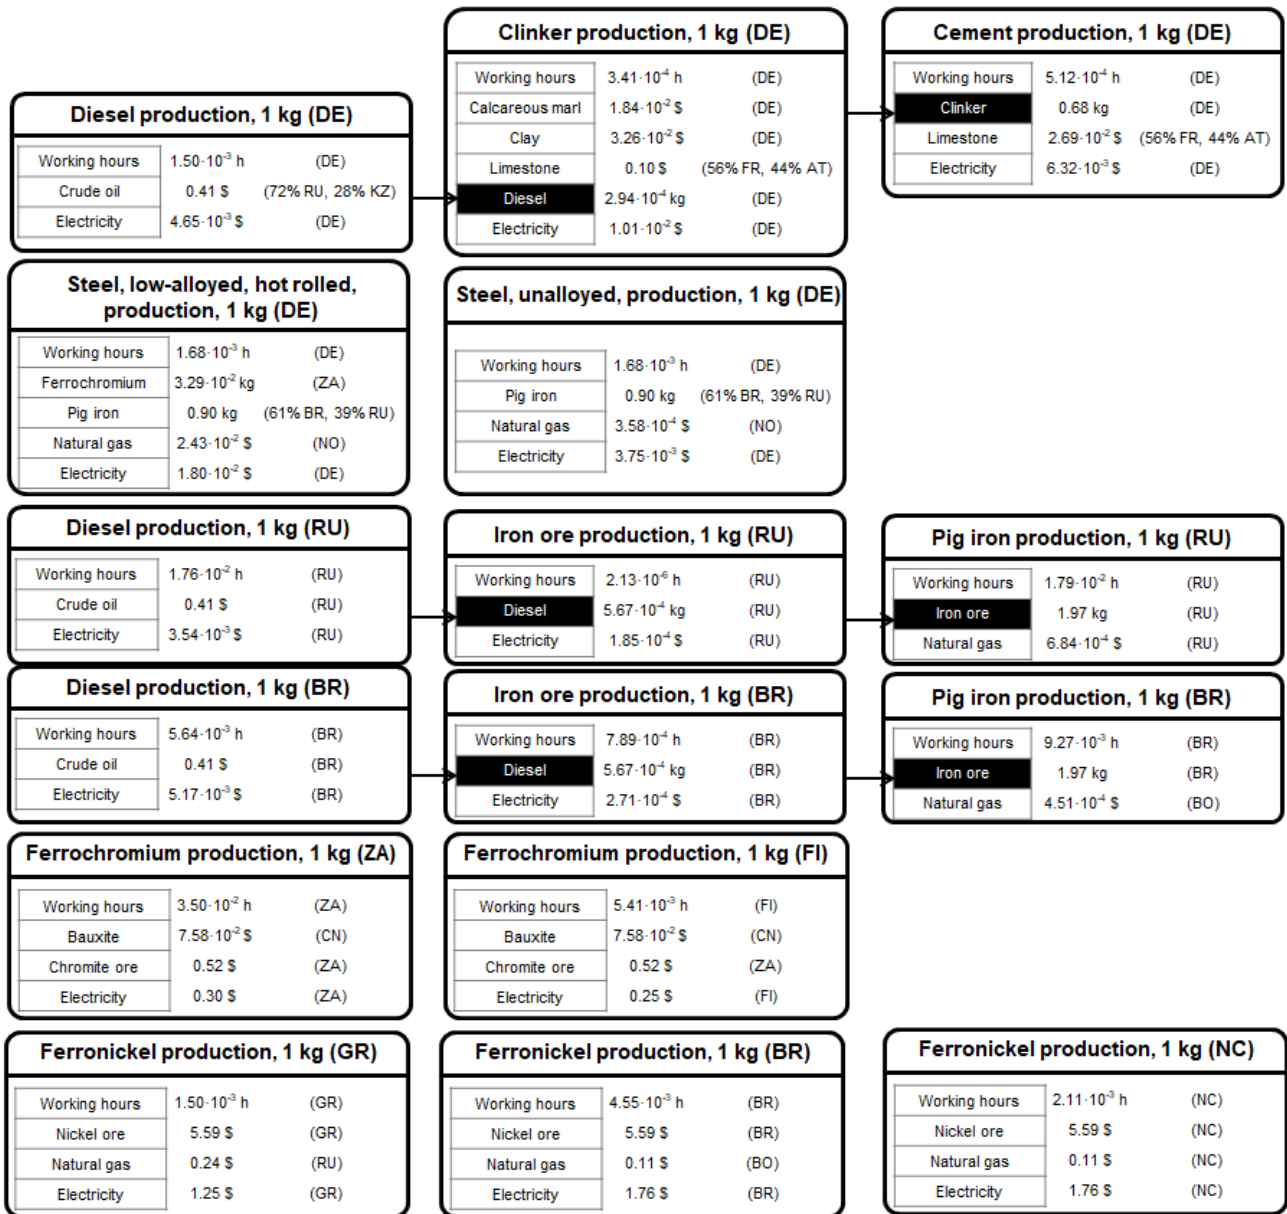 Clinker production, 1 kg (DE)
Working hours 3.41·10⁻⁴ h (DE)
Calcareous marl 1.84·10⁻² $ (DE)
Clay 3.26·10⁻² $ (DE)
Limestone 0.10 $ (56% FR, 44% AT)
Diesel 2.94·10⁻⁴ kg (DE)
Electricity 1.01·10⁻² $ (DE)
Cement production, 1 kg (DE)
Working hours 5.12·10⁻⁴ h (DE)
Clinker 0.68 kg (DE)
Limestone 2.69·10⁻² $ (56% FR, 44% AT)
Electricity 6.32·10⁻³ $ (DE)
Diesel production, 1 kg (DE)
Working hours 1.50·10⁻³ h (DE)
Crude oil 0.41 $ (72% RU, 28% KZ)
Electricity 4.65·10⁻³ $ (DE)
Steel, low-alloyed, hot rolled,
production, 1 kg (DE)
Working hours 1.68·10⁻³ h (DE)
Ferrochromium 3.29·10⁻² kg (ZA)
Pig iron 0.90 kg (61% BR, 39% RU)
Natural gas 2.43·10⁻² $ (NO)
Electricity 1.80·10⁻² $ (DE)
Steel, unalloyed, production, 1 kg (DE)
Working hours 1.68·10⁻³ h (DE)
Pig iron 0.90 kg (61% BR, 39% RU)
Natural gas 3.58·10⁻⁴ $ (NO)
Electricity 3.75·10⁻³ $ (DE)
Diesel production, 1 kg (RU)
Working hours 1.76·10⁻² h (RU)
Crude oil 0.41 $ (RU)
Electricity 3.54·10⁻³ $ (RU)
Iron ore production, 1 kg (RU)
Working hours 2.13·10⁻⁶ h (RU)
Diesel 5.67·10⁻⁴ kg (RU)
Electricity 1.85·10⁻⁴ $ (RU)
Pig iron production, 1 kg (RU)
Working hours 1.79·10⁻² h (RU)
Iron ore 1.97 kg (RU)
Natural gas 6.84·10⁻⁴ $ (RU)
Diesel production, 1 kg (BR)
Working hours 5.64·10⁻³ h (BR)
Crude oil 0.41 $ (BR)
Electricity 5.17·10⁻³ $ (BR)
Iron ore production, 1 kg (BR)
Working hours 7.89·10⁻⁴ h (BR)
Diesel 5.67·10⁻⁴ kg (BR)
Electricity 2.71·10⁻⁴ $ (BR)
Pig iron production, 1 kg (BR)
Working hours 9.27·10⁻³ h (BR)
Iron ore 1.97 kg (BR)
Natural gas 4.51·10⁻⁴ $ (BO)
Ferrochromium production, 1 kg (ZA)
Working hours 3.50·10⁻² h (ZA)
Bauxite 7.58·10⁻² $ (CN)
Chromite ore 0.52 $ (ZA)
Electricity 0.30 $ (ZA)
Ferrochromium production, 1 kg (FI)
Working hours 5.41·10⁻³ h (FI)
Bauxite 7.58·10⁻² $ (CN)
Chromite ore 0.52 $ (ZA)
Electricity 0.25 $ (FI)
Ferronickel production, 1 kg (GR)
Working hours 1.50·10⁻³ h (GR)
Nickel ore 5.59 $ (GR)
Natural gas 0.24 $ (RU)
Electricity 1.25 $ (GR)
Ferronickel production, 1 kg (BR)
Working hours 4.55·10⁻³ h (BR)
Nickel ore 5.59 $ (BR)
Natural gas 0.11 $ (BO)
Electricity 1.76 $ (BR)
Ferronickel production, 1 kg (NC)
Working hours 2.11·10⁻³ h (NC)
Nickel ore 5.59 $ (NC)
Natural gas 0.11 $ (NC)
Electricity 1.76 $ (NC)